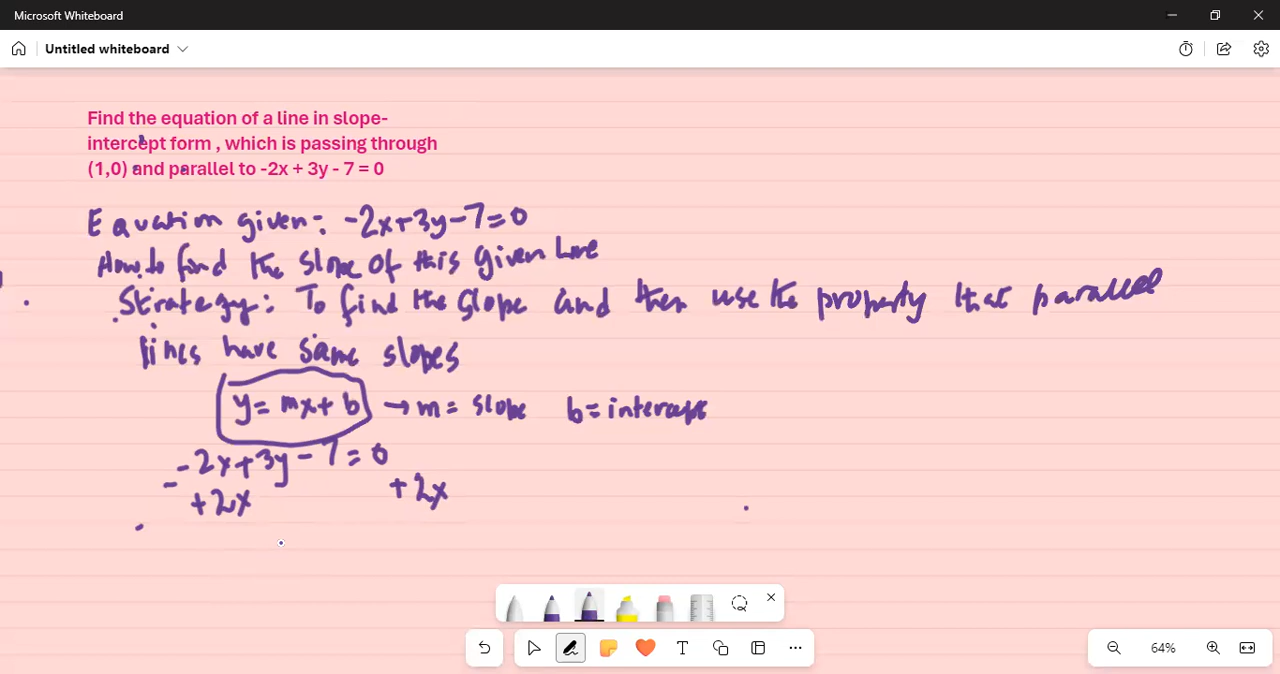 Microsoft Whiteboard
Untitled whiteboard
Find the equation of a line in slope-
intercept form , which is passing through
(1,0) and parallel to -2x + 3y - 7 = 0
Equation given: -2x+3y-7=0
How to find the slope of this given Line
Strategy: To find the slope and then use the property that parallel
lines have same slopes
y = mx + b → m = slope b = intercept
-2x+3y-7=0
+2x +2x
64%